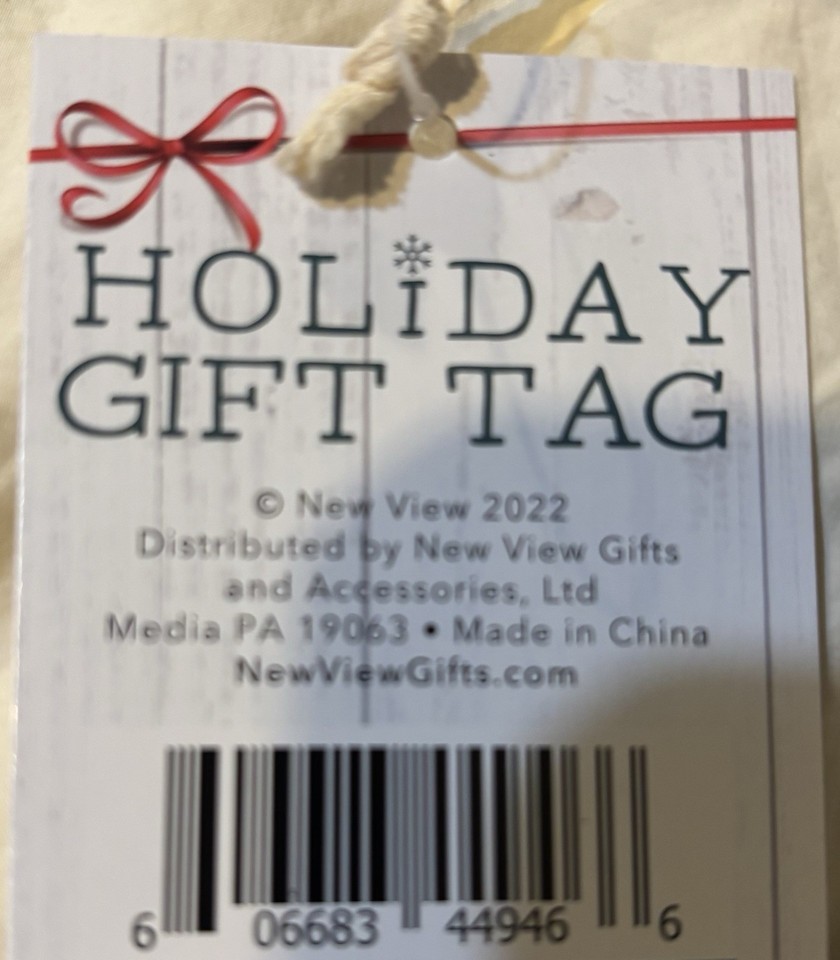 HOLiDAY
GIFT TAG
© New View 2022
Distributed by New View Gifts
and Accessories, Ltd
Media PA 19063 • Made in China
NewViewGifts.com
6 06683 44946 6